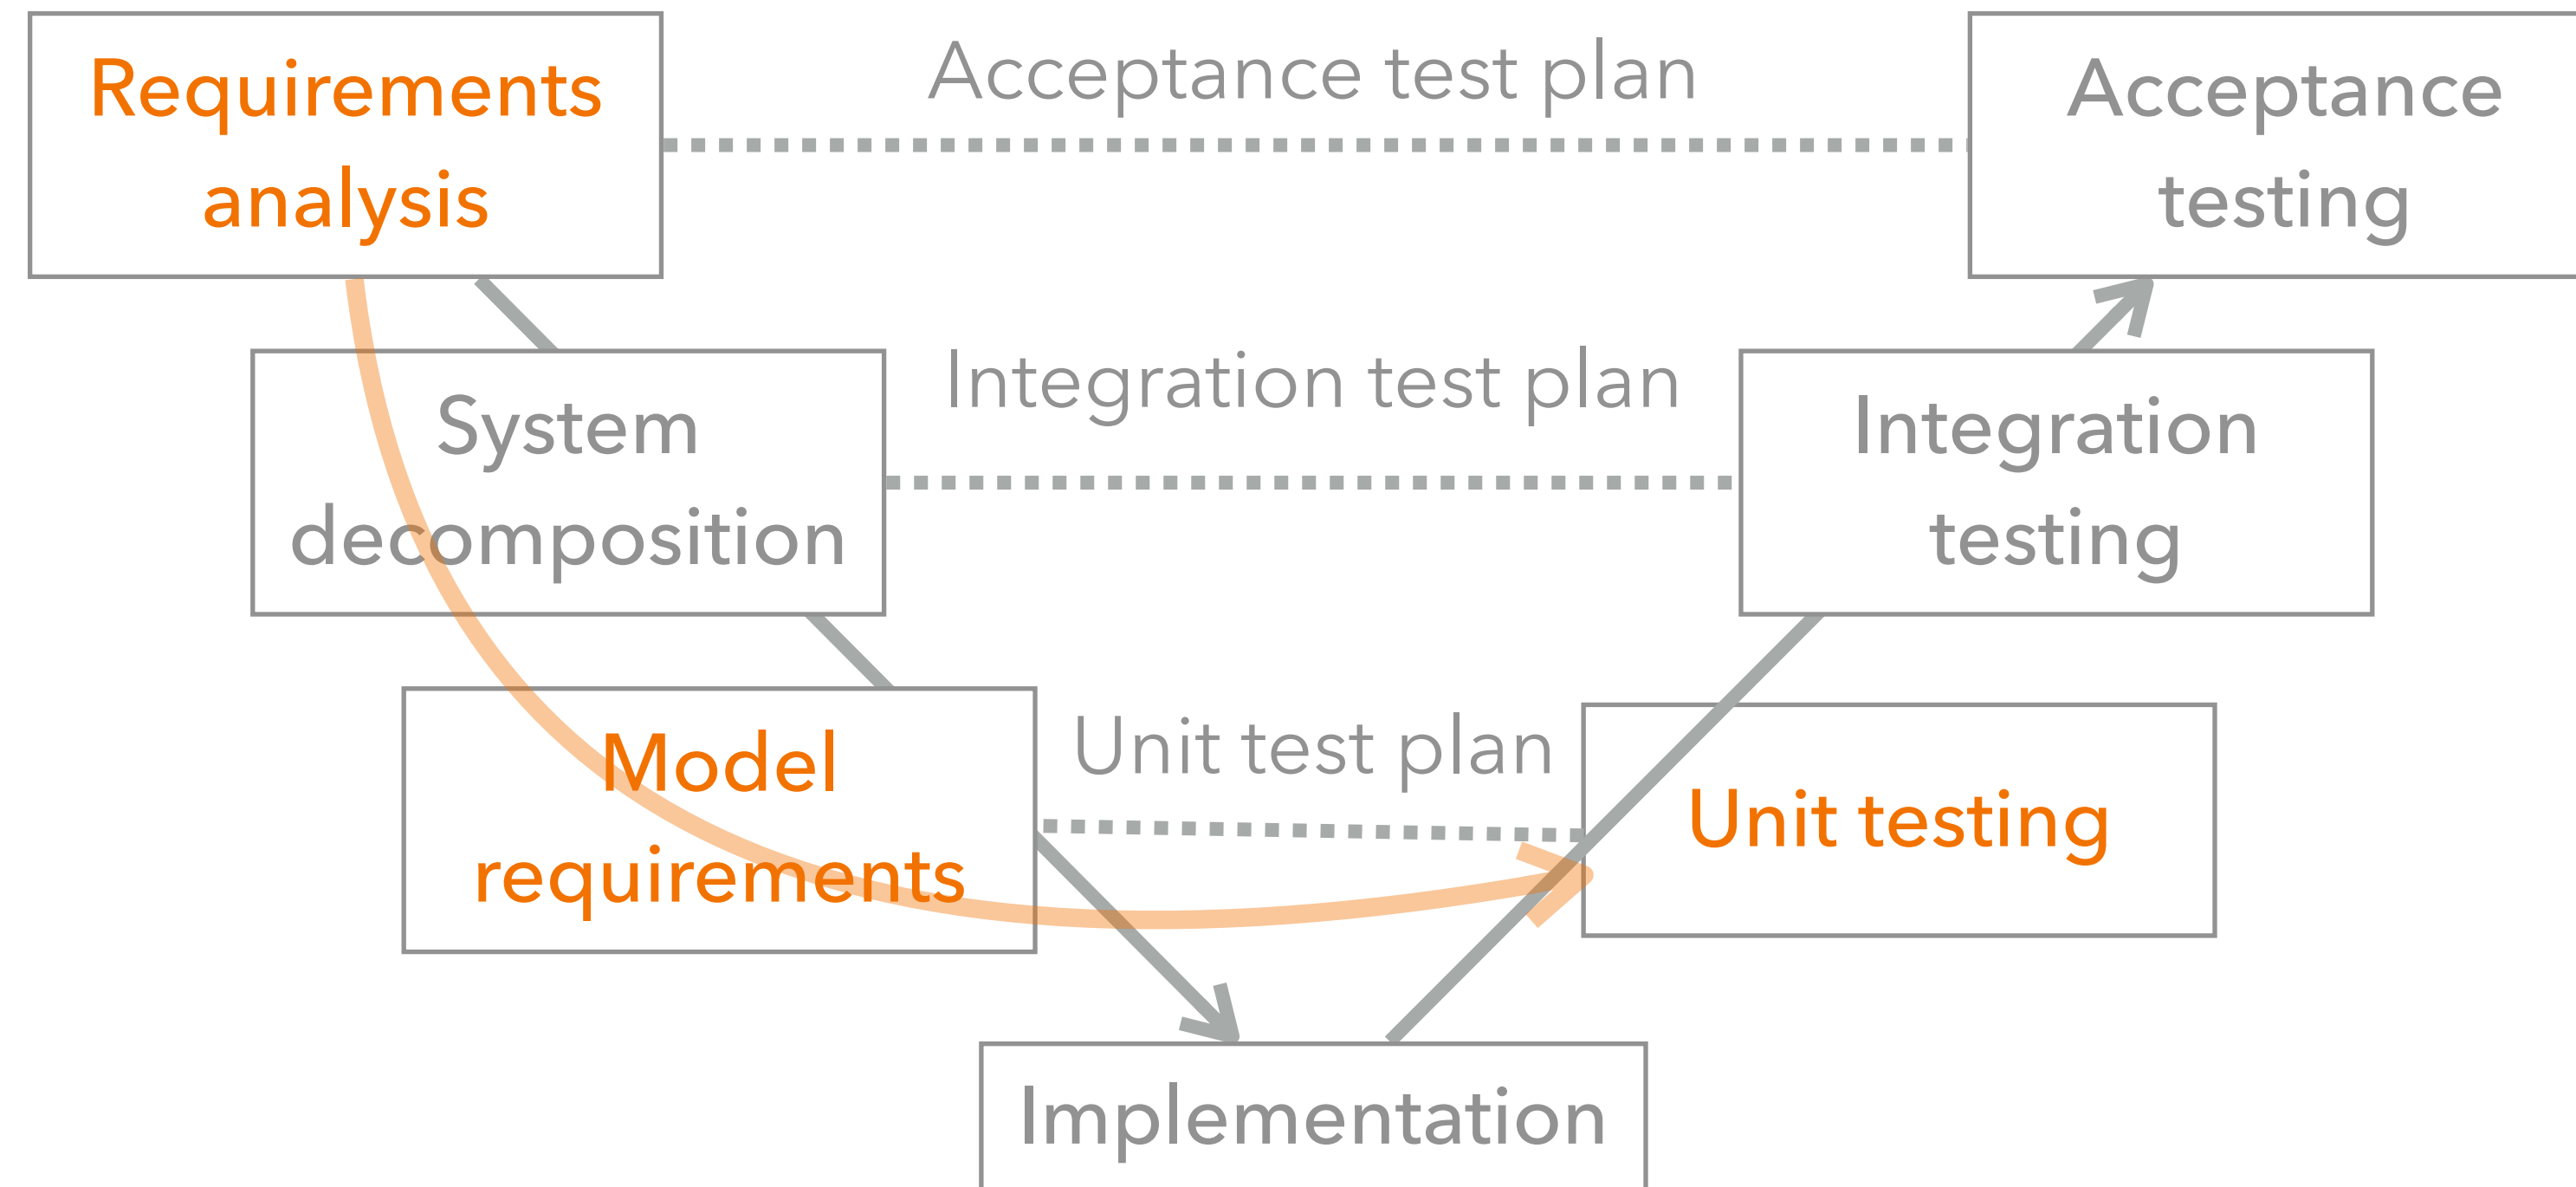 Requirements
analysis
Acceptance test plan
Acceptance
testing
System
decomposition
Integration test plan
Integration
testing
Model
requirements
Unit test plan
Unit testing
Implementation